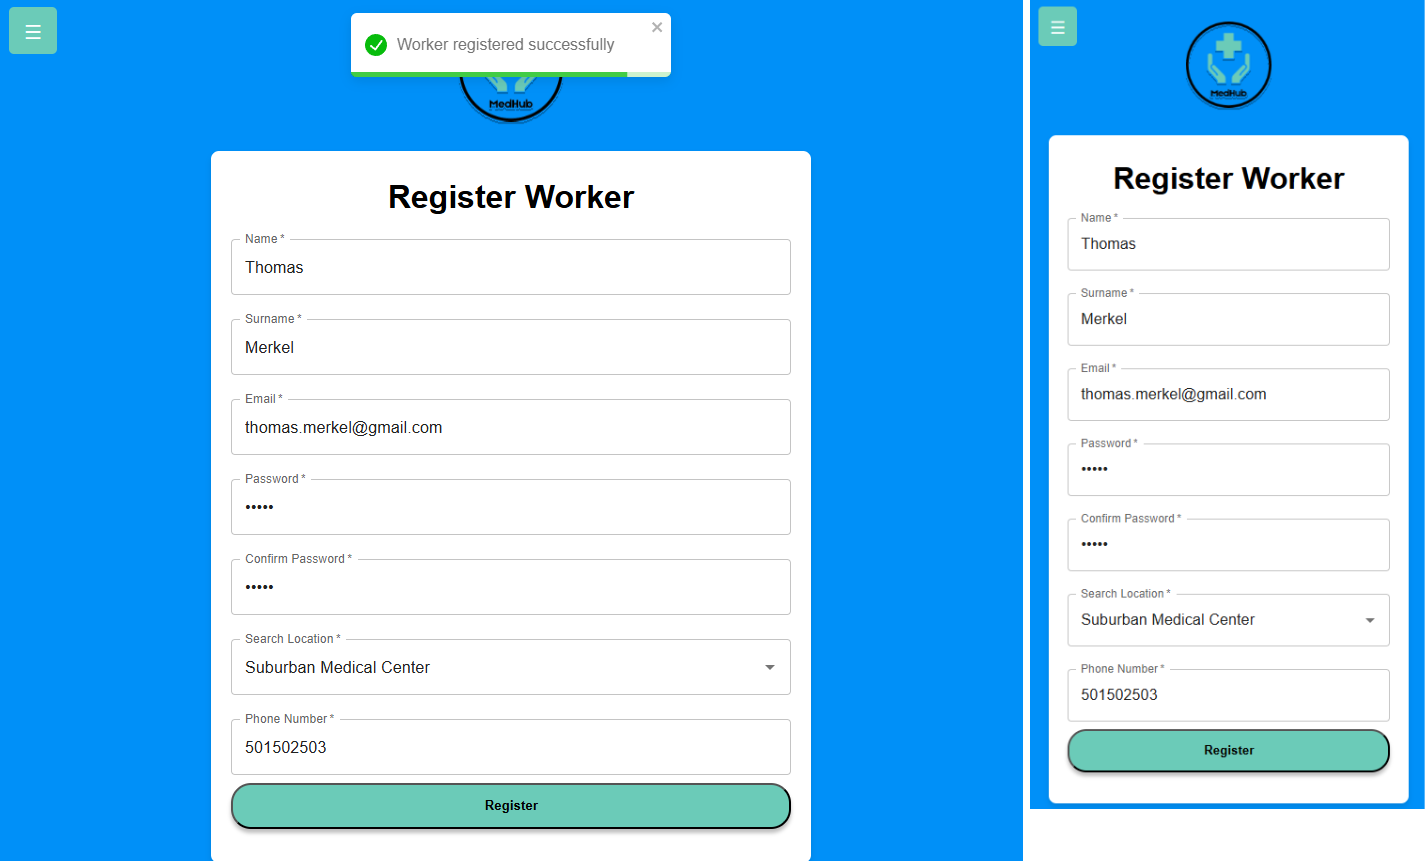 ☰
Worker registered successfully
×
MedHub
Register Worker
Name *
Thomas
Surname *
Merkel
Email *
thomas.merkel@gmail.com
Password *
•••••
Confirm Password *
•••••
Search Location *
Suburban Medical Center
Phone Number *
501502503
Register
☰
MedHub
Register Worker
Name *
Thomas
Surname *
Merkel
Email *
thomas.merkel@gmail.com
Password *
•••••
Confirm Password *
•••••
Search Location *
Suburban Medical Center
Phone Number *
501502503
Register